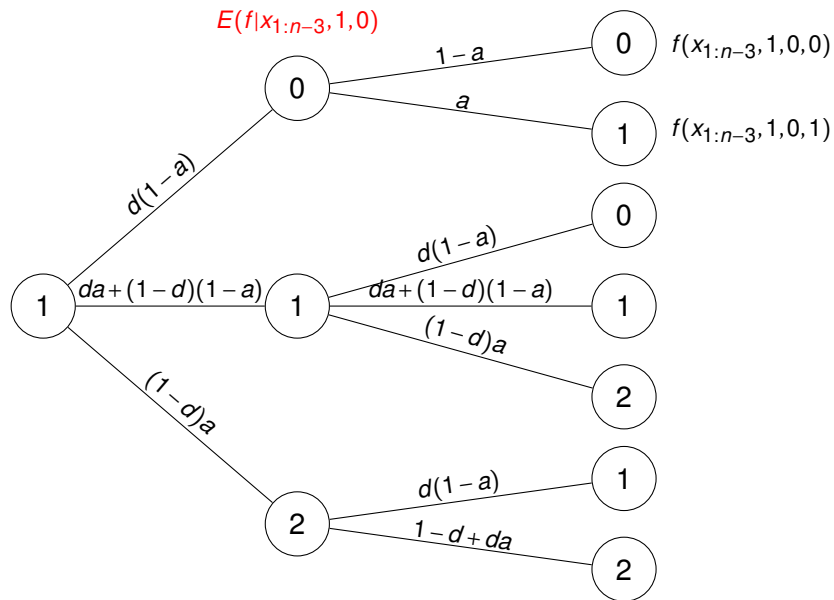 E(f|x₁:ₙ₋₃,1,0)
0
1−a
0
f(x₁:ₙ₋₃,1,0,0)
a
1
f(x₁:ₙ₋₃,1,0,1)
d(1−a)
0
d(1−a)
1
da+(1−d)(1−a)
1
da+(1−d)(1−a)
1
(1−d)a
2
(1−d)a
1
d(1−a)
2
1−d+da
2